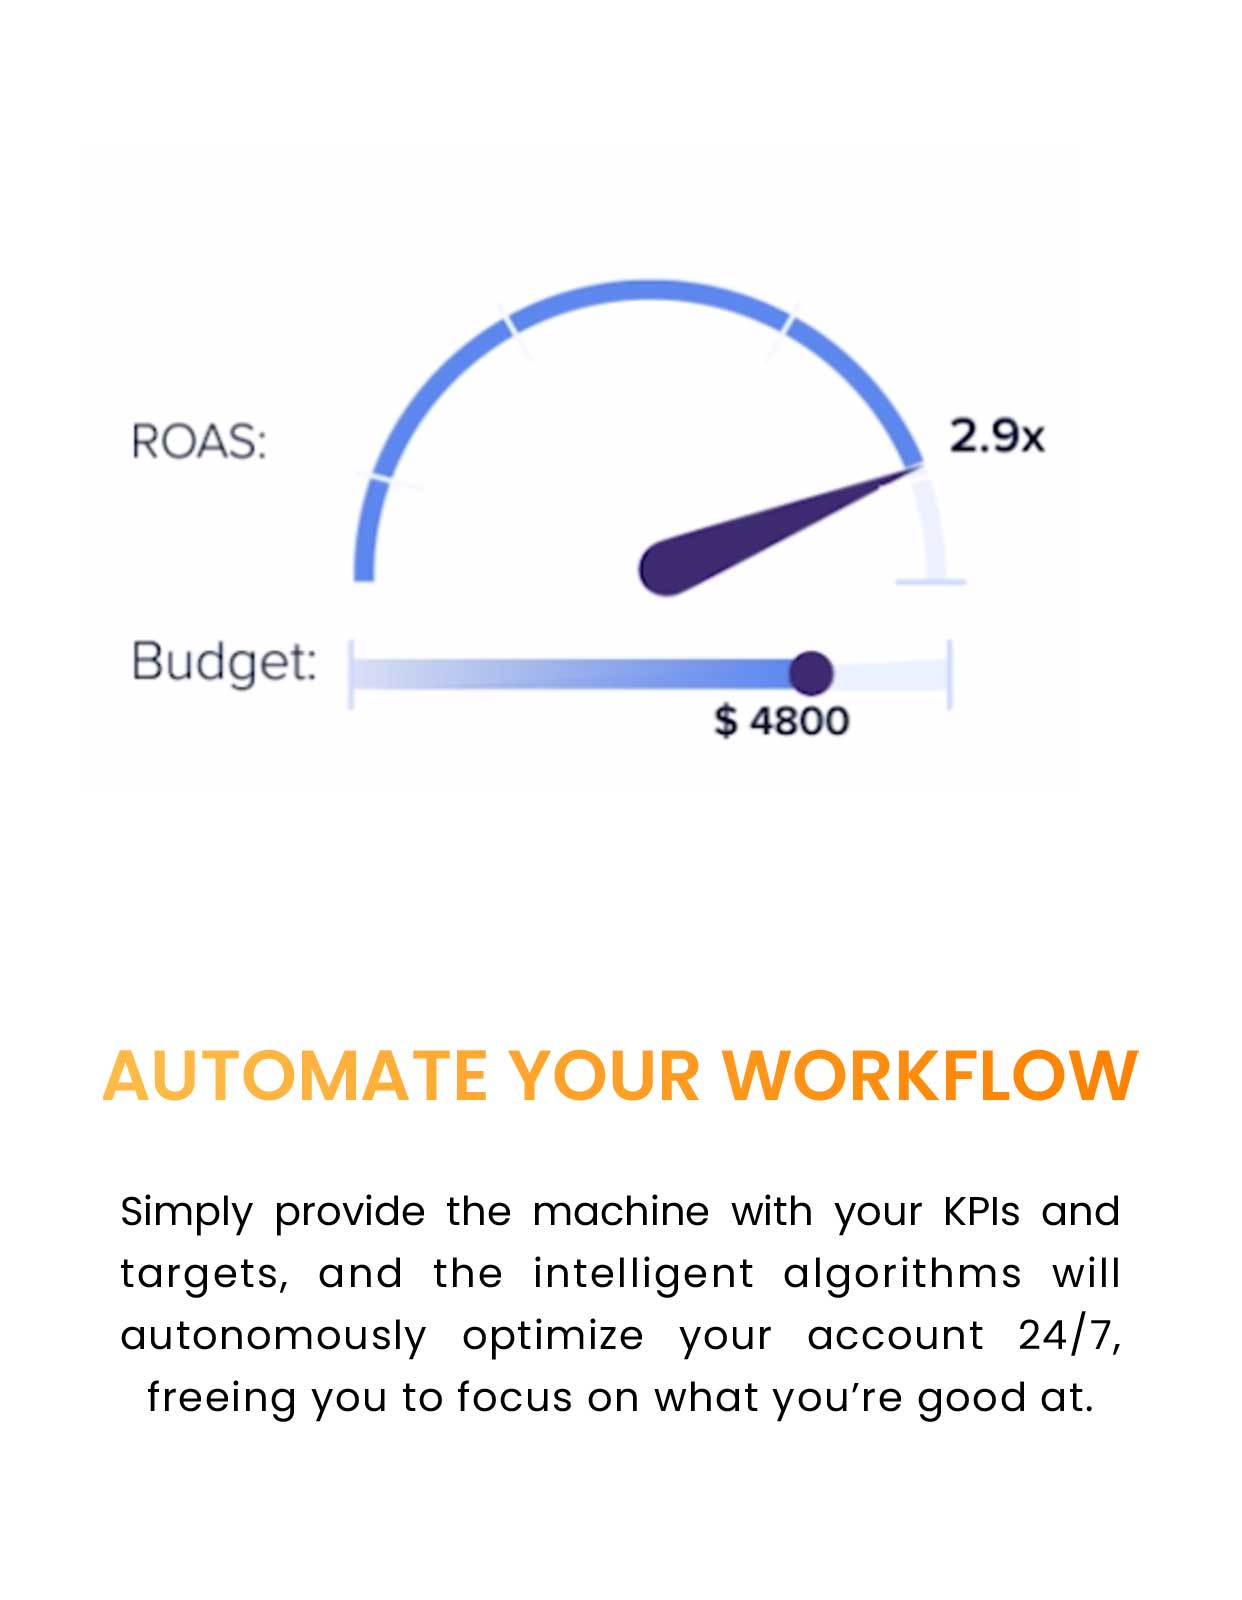 ROAS:
2.9x
Budget:
$ 4800
AUTOMATE YOUR WORKFLOW
Simply provide the machine with your KPIs and
targets, and the intelligent algorithms will
autonomously optimize your account 24/7,
freeing you to focus on what you’re good at.